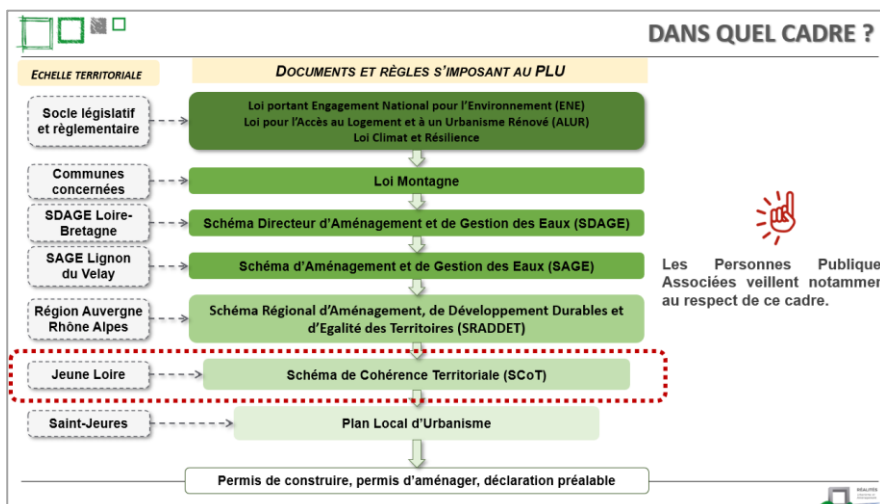 DANS QUEL CADRE ?
ECHELLE TERRITORIALE
DOCUMENTS ET RÈGLES S'IMPOSANT AU PLU
Socle législatif
et règlementaire
Loi portant Engagement National pour l'Environnement (ENE)
Loi pour l'Accès au Logement et à un Urbanisme Rénové (ALUR)
Loi Climat et Résilience
Communes
concernées
Loi Montagne
SDAGE Loire-
Bretagne
Schéma Directeur d'Aménagement et de Gestion des Eaux (SDAGE)
SAGE Lignon
du Velay
Schéma d'Aménagement et de Gestion des Eaux (SAGE)
Région Auvergne
Rhône Alpes
Schéma Régional d'Aménagement, de Développement Durables et
d'Egalité des Territoires (SRADDET)
Les Personnes Publique
Associées veillent notammen
au respect de ce cadre.
Jeune Loire
Schéma de Cohérence Territoriale (SCoT)
Saint-Jeures
Plan Local d'Urbanisme
Permis de construire, permis d'aménager, déclaration préalable
RÉALITÉS